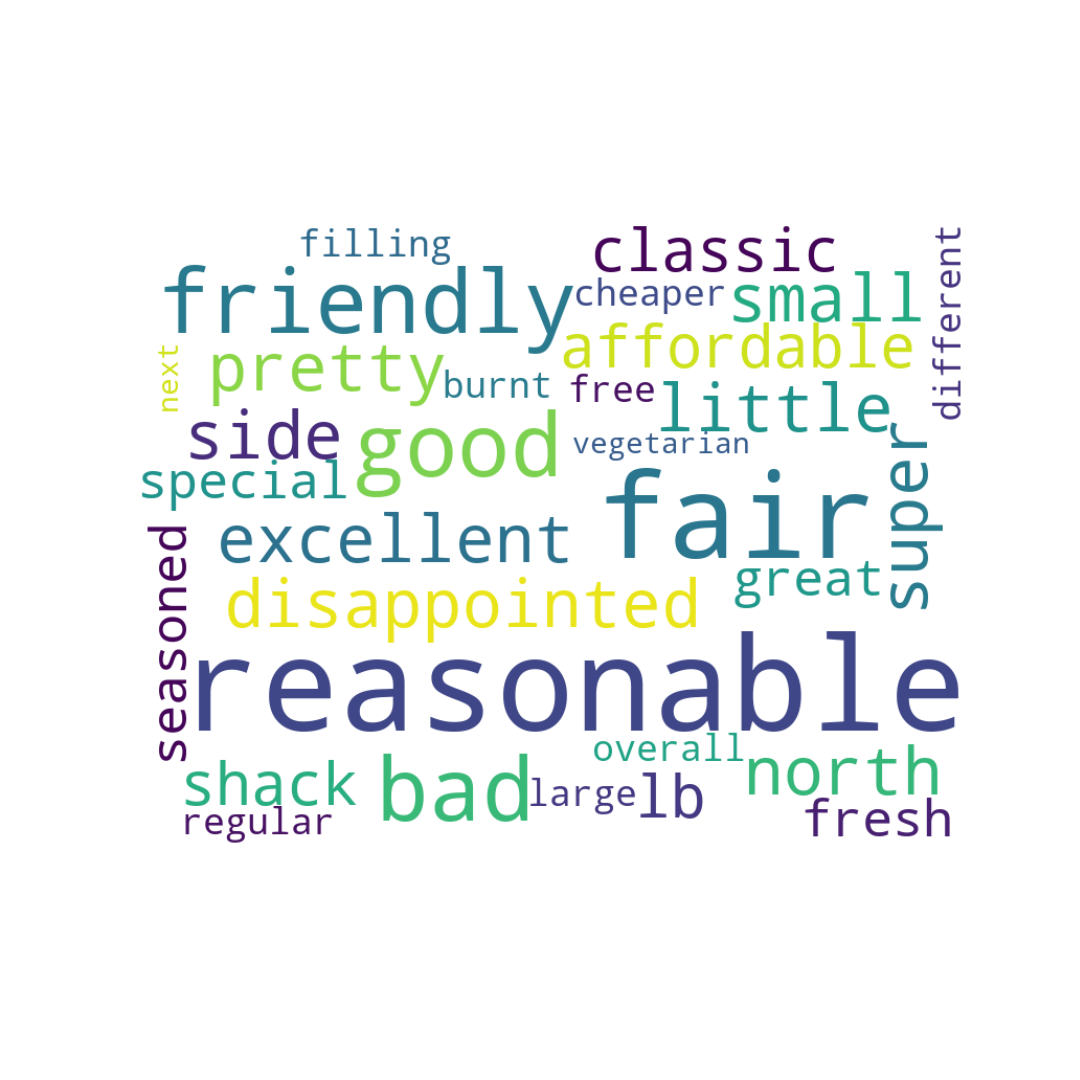 filling
classic
different
friendly
cheaper
small
affordable
pretty
next
burnt
free
little
side
good
vegetarian
super
special
fair
excellent
seasoned
great
disappointed
reasonable
overall
north
shack
bad
large
lb
fresh
regular